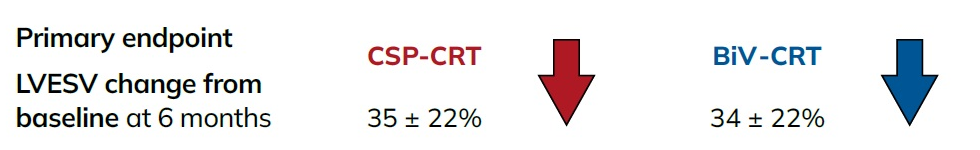 Primary endpoint
CSP-CRT
BiV-CRT
LVESV change from
baseline at 6 months
35 ± 22%
34 ± 22%